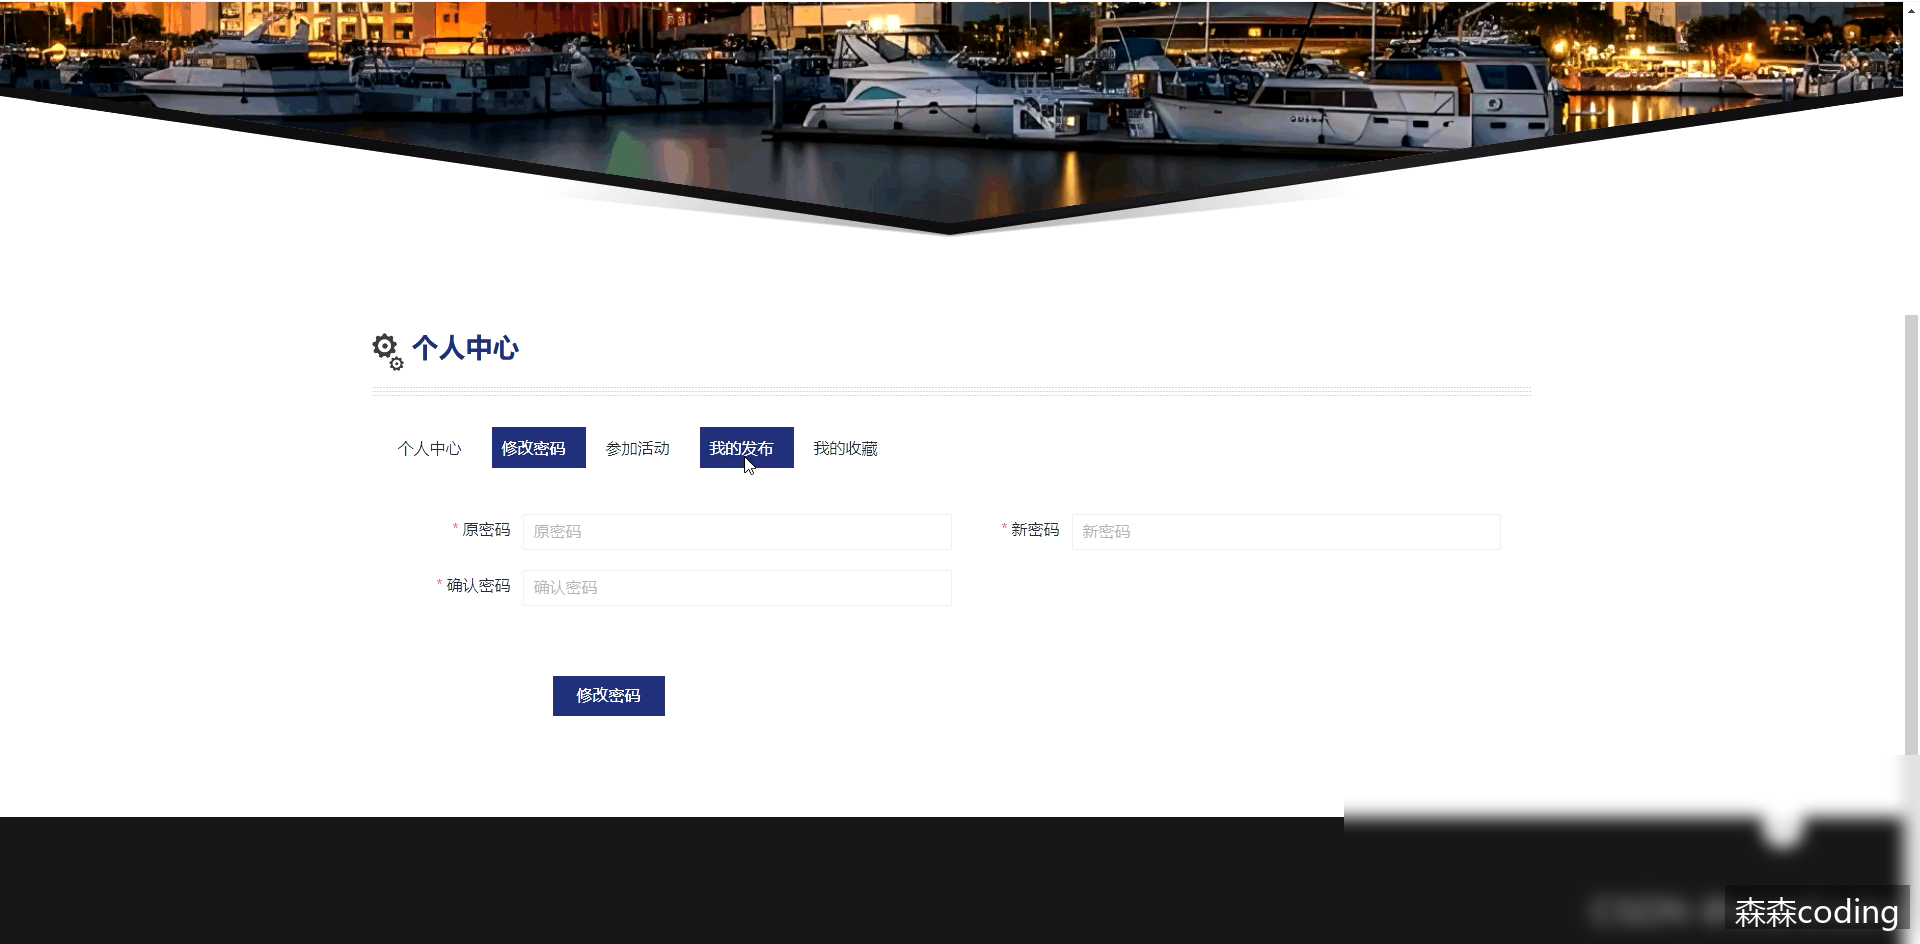 个人中心
个人中心 修改密码 参加活动 我的发布 我的收藏
* 原密码 原密码 * 新密码 新密码
* 确认密码 确认密码
修改密码
森森coding